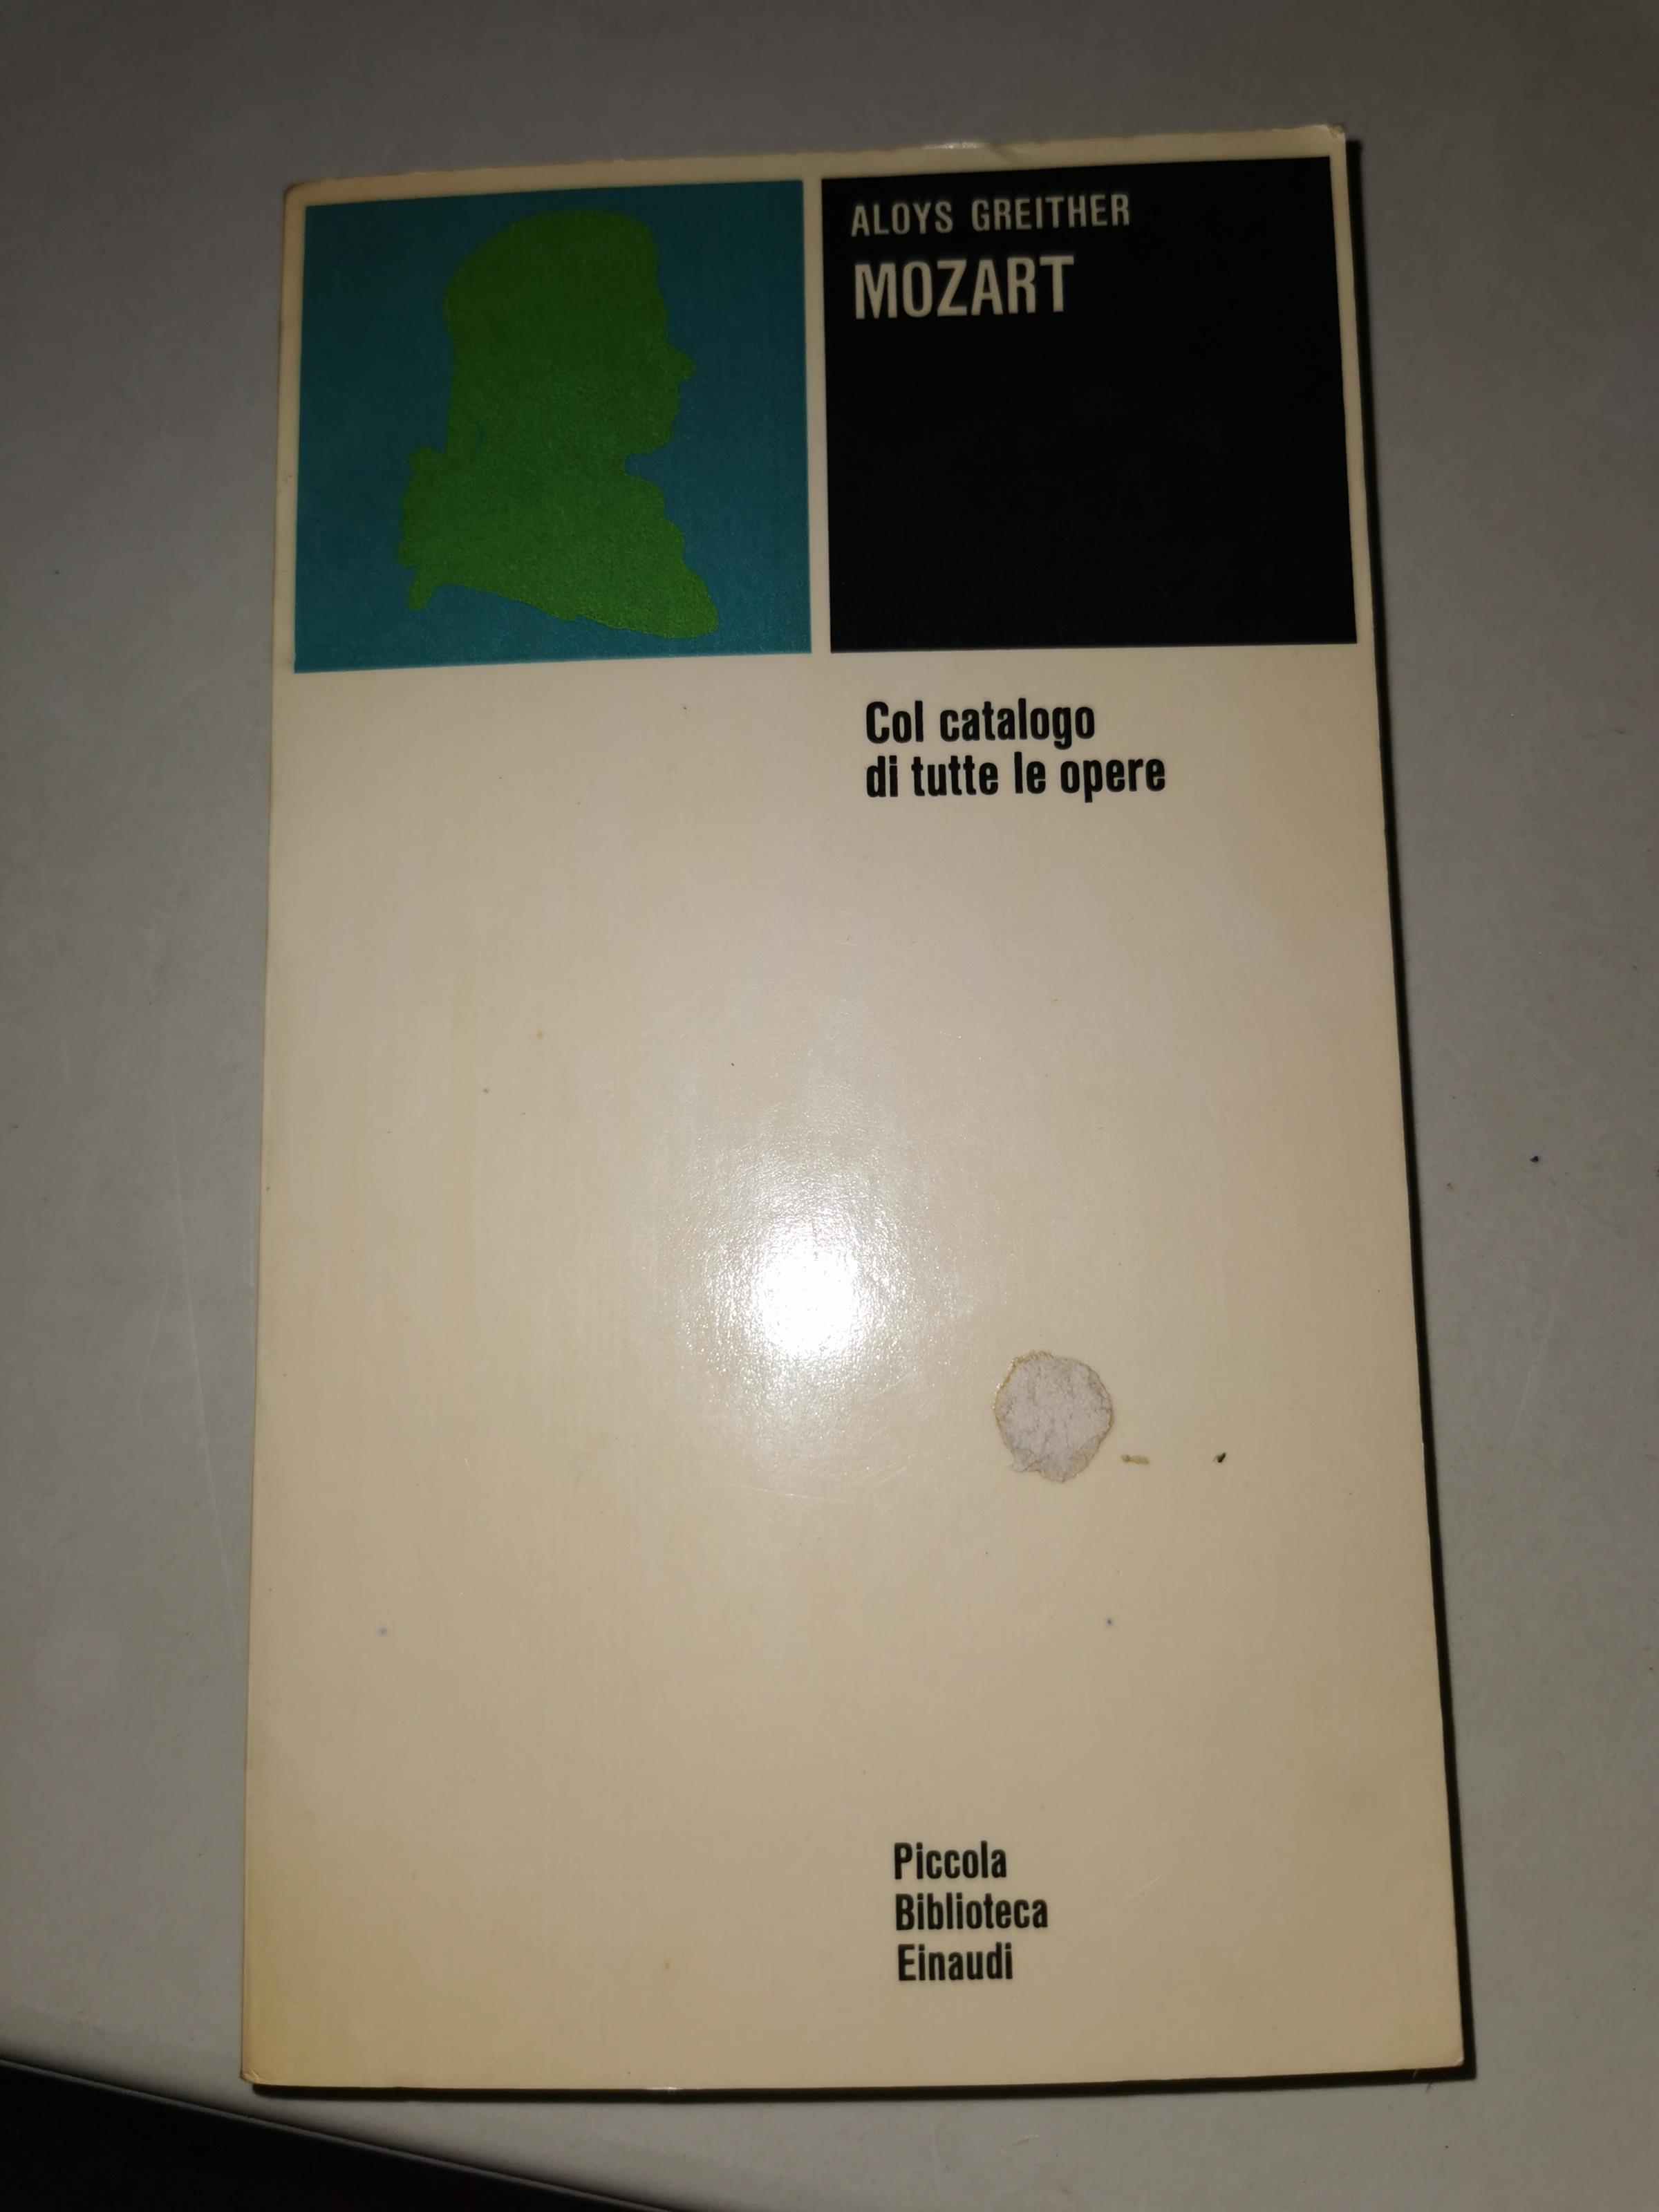 ALOYS GREITHER
MOZART
Col catalogo
di tutte le opere
Piccola
Biblioteca
Einaudi